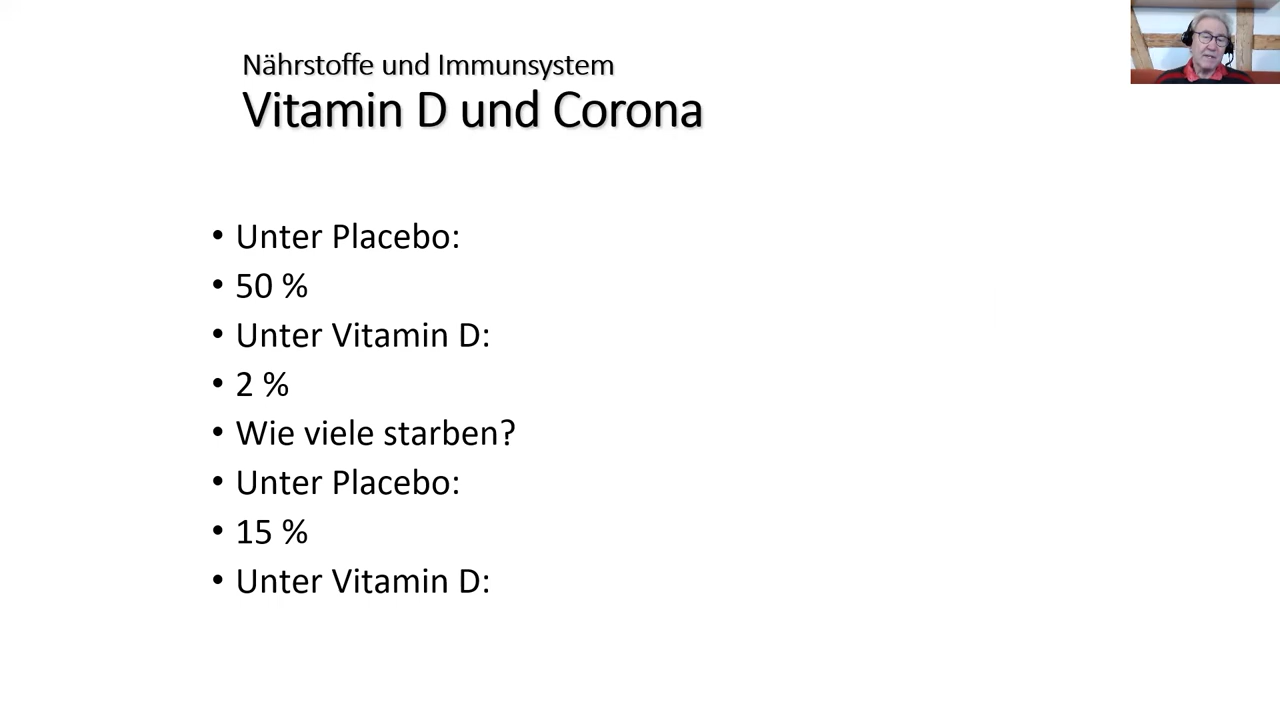 Nährstoffe und Immunsystem
Vitamin D und Corona
• Unter Placebo:
• 50 %
• Unter Vitamin D:
• 2 %
• Wie viele starben?
• Unter Placebo:
• 15 %
• Unter Vitamin D: